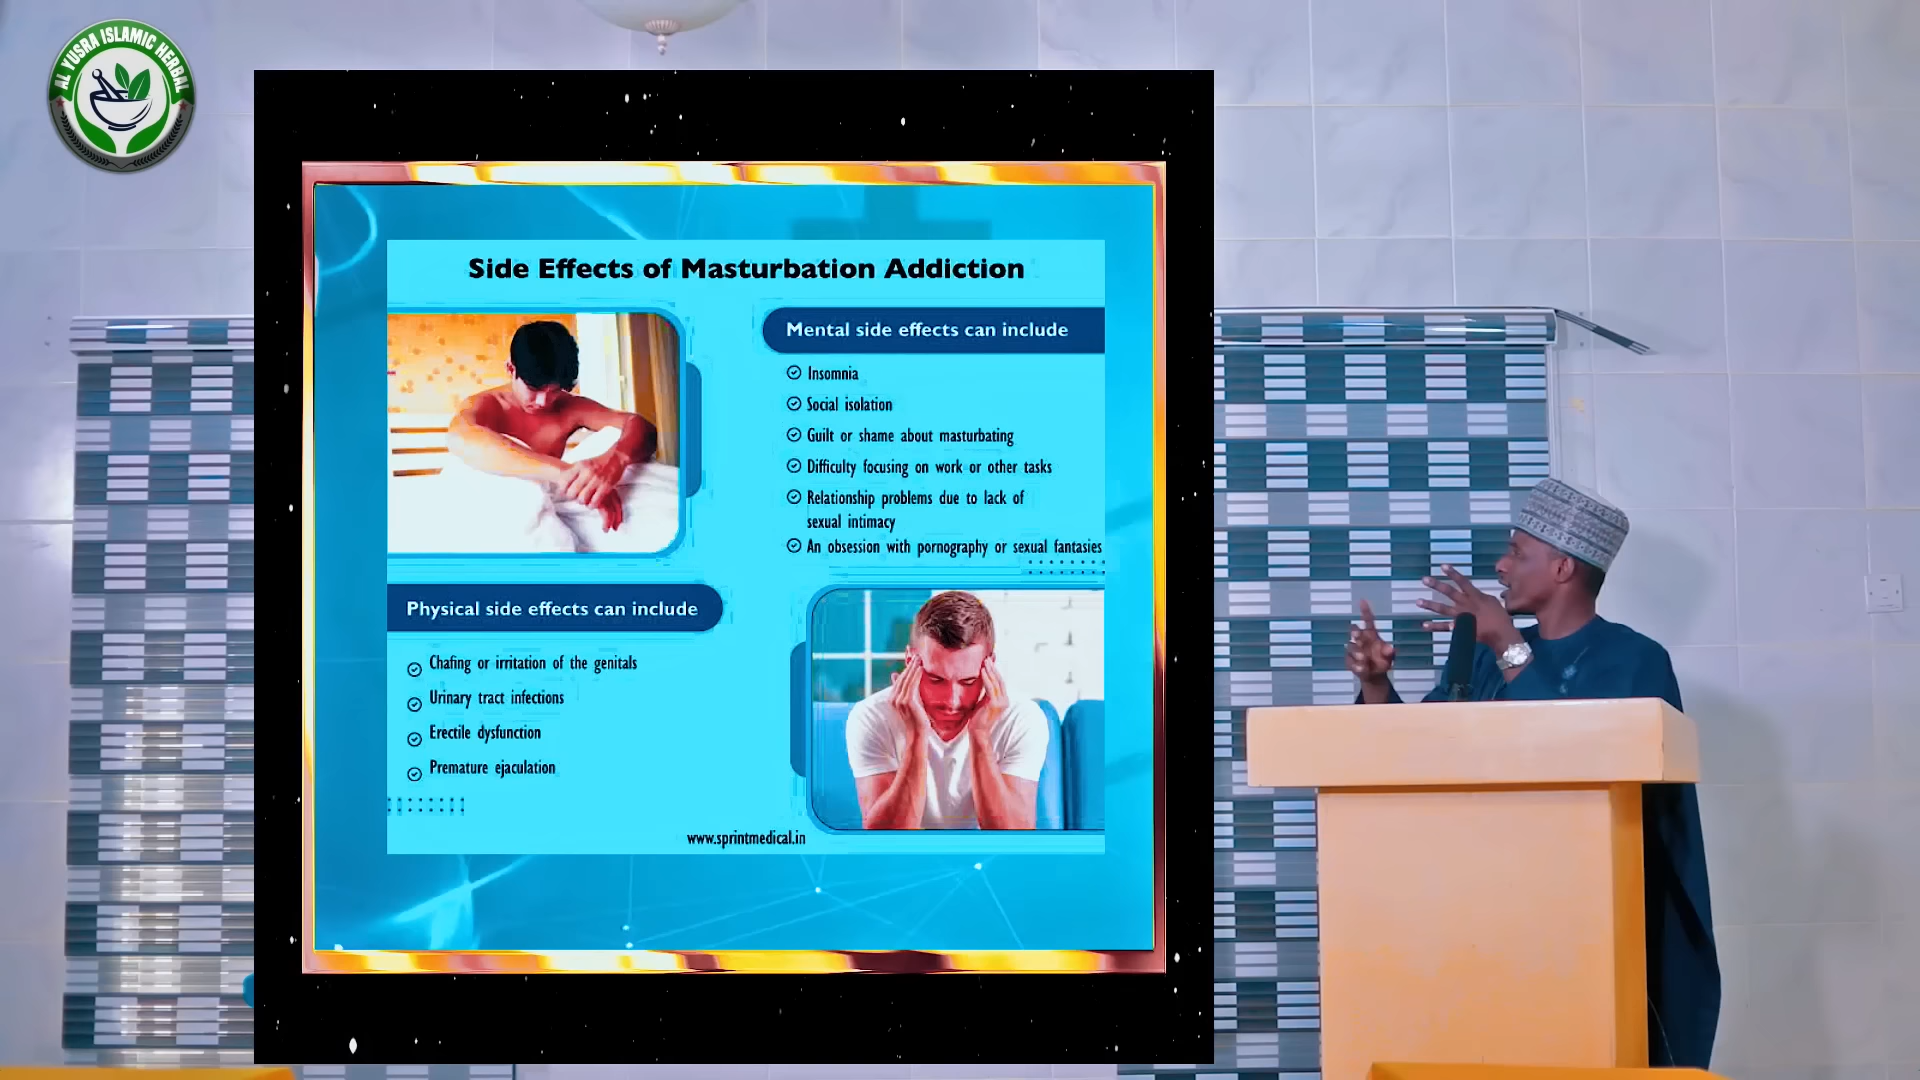 AL YUSRA ISLAMIC HERBAL
Side Effects of Masturbation Addiction
Mental side effects can include
Insomnia
Social isolation
Guilt or shame about masturbating
Difficulty focusing on work or other tasks
Relationship problems due to lack of
sexual intimacy
An obsession with pornography or sexual fantasies
Physical side effects can include
Chafing or irritation of the genitals
Urinary tract infections
Erectile dysfunction
Premature ejaculation
www.sprintmedical.in